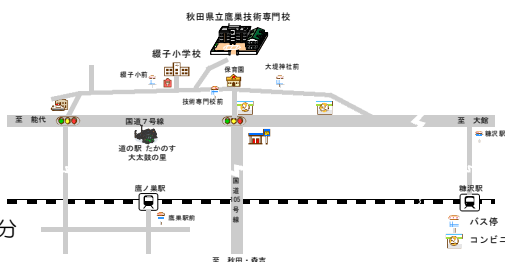 秋田県立鷹巣技術専門校
綴子小学校
保育園
大堤神社前
綴子小前
技術専門校前
至 能代
国道7号線
至 大館
糠沢駅
道の駅 たかのす
大太鼓の里
国道105号線
鷹ノ巣駅
糠沢駅
鷹巣駅前
分
バス停
コンビニ
至 秋田・森吉